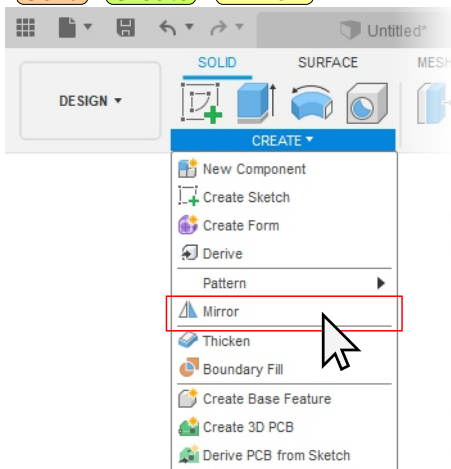 Untitled*
SOLID SURFACE MESH
DESIGN
CREATE
New Component
Create Sketch
Create Form
Derive
Pattern
Mirror
Thicken
Boundary Fill
Create Base Feature
Create 3D PCB
Derive PCB from Sketch